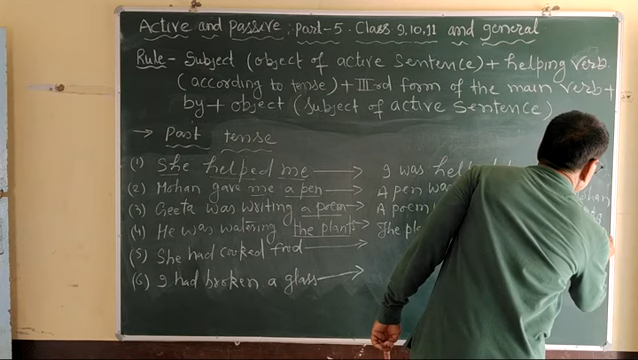 Active and passive : Part-5. Class 9,10,11 and general
Rule- Subject (object of active sentence) + helping verb
(according to tense) + IIIrd form of the main verb +
by + object (subject of active sentence)
→ Past tense
(1) She helped me → I was
(2) Mohan gave me a pen → A pen was
(3) Geeta was writing a poem → A poem
(4) He was watering the plants → The
(5) She had cooked food →
(6) I had broken a glass →